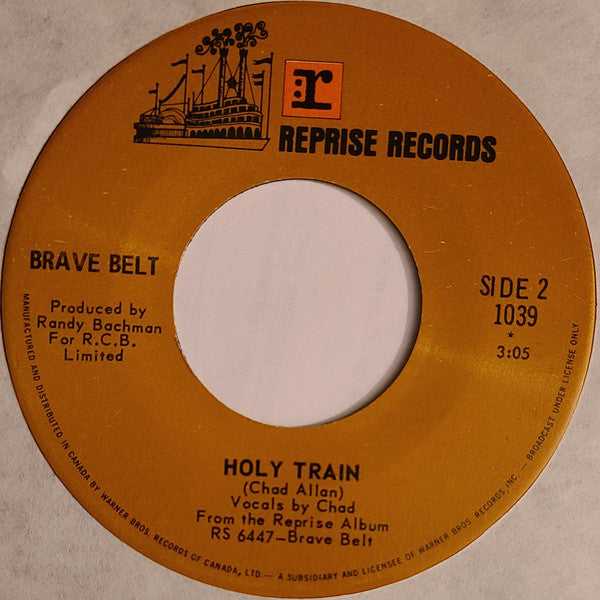 r
REPRISE RECORDS
BRAVE BELT
SIDE 2
1039
*
3:05
Produced by
Randy Bachman
For R.C.B.
Limited
HOLY TRAIN
(Chad Allan)
Vocals by Chad
From the Reprise Album
RS 6447—Brave Belt
MANUFACTURED AND DISTRIBUTED IN CANADA BY WARNER BROS. RECORDS OF CANADA, LTD.— A SUBSIDIARY AND LICENSEE OF WARNER BROS. RECORDS, INC. — BROADCAST UNDER LICENSE ONLY